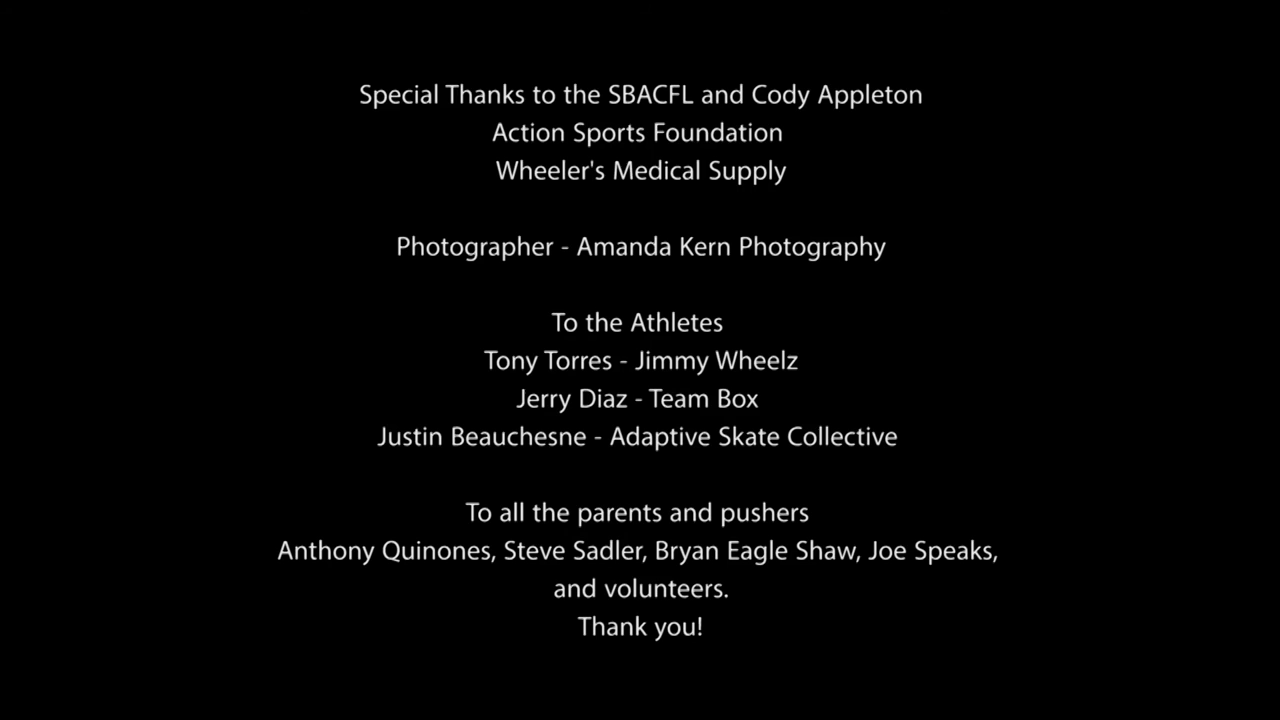 Special Thanks to the SBACFL and Cody Appleton
Action Sports Foundation
Wheeler's Medical Supply
Photographer - Amanda Kern Photography
To the Athletes
Tony Torres - Jimmy Wheelz
Jerry Diaz - Team Box
Justin Beauchesne - Adaptive Skate Collective
To all the parents and pushers
Anthony Quinones, Steve Sadler, Bryan Eagle Shaw, Joe Speaks,
and volunteers.
Thank you!